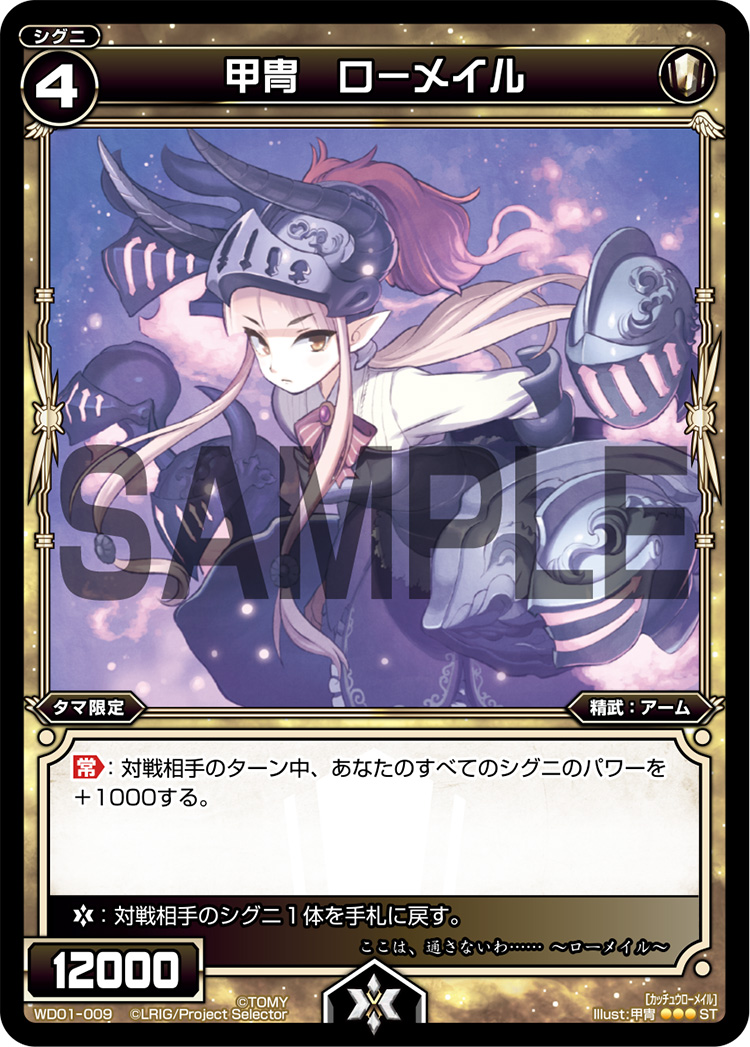 シグニ
4
甲冑 ローメイル
SAMPLE
タマ限定
精武：アーム
常：対戦相手のターン中、あなたのすべてのシグニのパワーを
＋1000する。
：対戦相手のシグニ１体を手札に戻す。
ここは、通さないわ…… ～ローメイル～
12000
©TOMY
[カッチュウローメイル]
WD01-009 ©LRIG/Project Selector
Illust:甲冑 ST